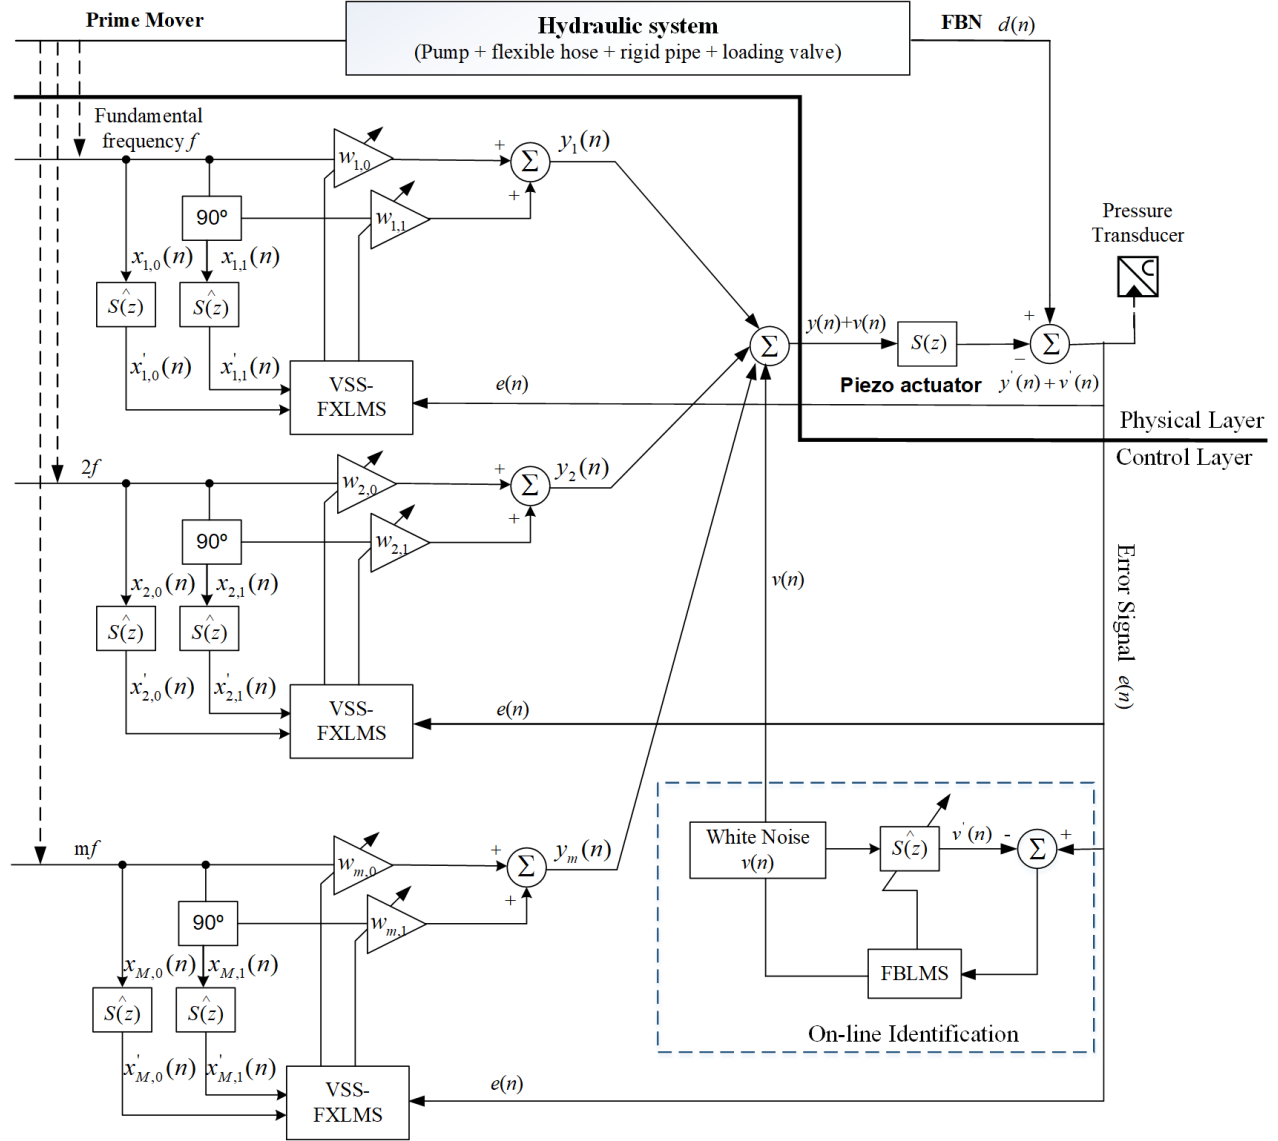 Prime Mover
Hydraulic system
(Pump + flexible hose + rigid pipe + loading valve)
FBN d(n)
Fundamental
frequency f
w1,0
+
Σ
y1(n)
+
90º
w1,1
x1,0(n)
x1,1(n)
Ŝ(z)
Ŝ(z)
x'1,0(n)
x'1,1(n)
VSS-
FXLMS
e(n)
Pressure
Transducer
Σ
y(n)+v(n)
S(z)
+
−
Σ
Piezo actuator
y'(n)+v'(n)
Physical Layer
Control Layer
2f
w2,0
+
Σ
y2(n)
+
90º
w2,1
x2,0(n)
x2,1(n)
Ŝ(z)
Ŝ(z)
x'2,0(n)
x'2,1(n)
VSS-
FXLMS
e(n)
v(n)
Error Signal e(n)
mf
wm,0
+
Σ
ym(n)
+
90º
wm,1
xM,0(n)
xM,1(n)
Ŝ(z)
Ŝ(z)
x'M,0(n)
x'M,1(n)
VSS-
FXLMS
e(n)
White Noise
v(n)
Ŝ(z)
v'(n)
-
Σ
+
FBLMS
On-line Identification